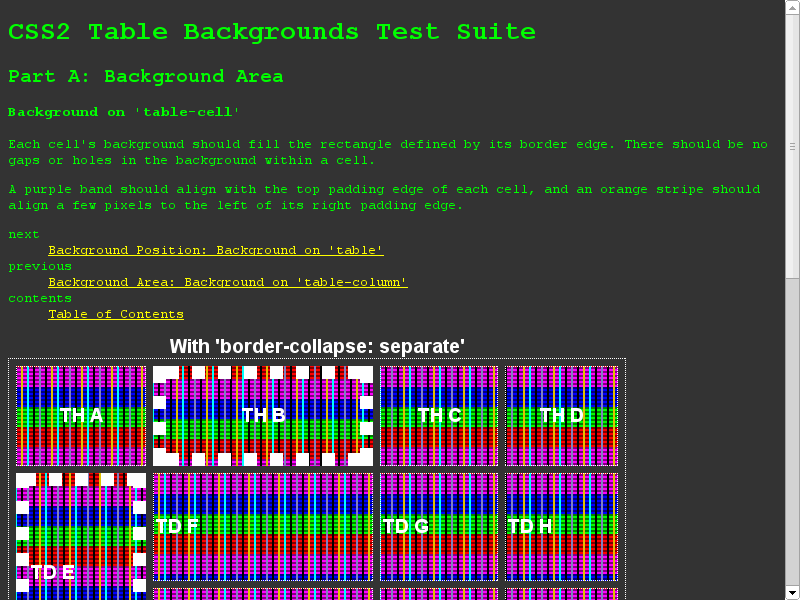 CSS2 Table Backgrounds Test Suite
Part A: Background Area
Background on 'table-cell'
Each cell's background should fill the rectangle defined by its border edge. There should be no
gaps or holes in the background within a cell.
A purple band should align with the top padding edge of each cell, and an orange stripe should
align a few pixels to the left of its right padding edge.
next
Background Position: Background on 'table'
previous
Background Area: Background on 'table-column'
contents
Table of Contents
With 'border-collapse: separate'
TH A TH B TH C TH D
TD F TD G TD H
TD E